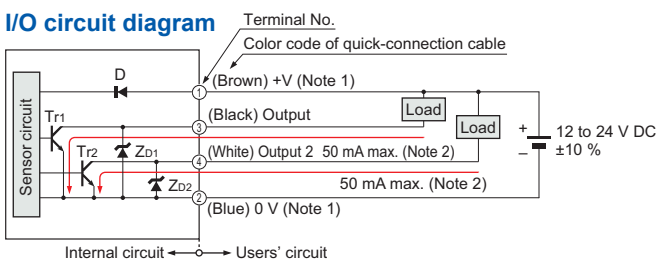 I/O circuit diagram
Terminal No.
Color code of quick-connection cable
D
(Brown) +V (Note 1)
1
(Black) Output
3
Load
Load
Tr1
Tr2
ZD1
ZD2
Sensor circuit
(White) Output 2 50 mA max. (Note 2)
4
50 mA max. (Note 2)
2
(Blue) 0 V (Note 1)
+
–
12 to 24 V DC
±10 %
Internal circuit
Users' circuit